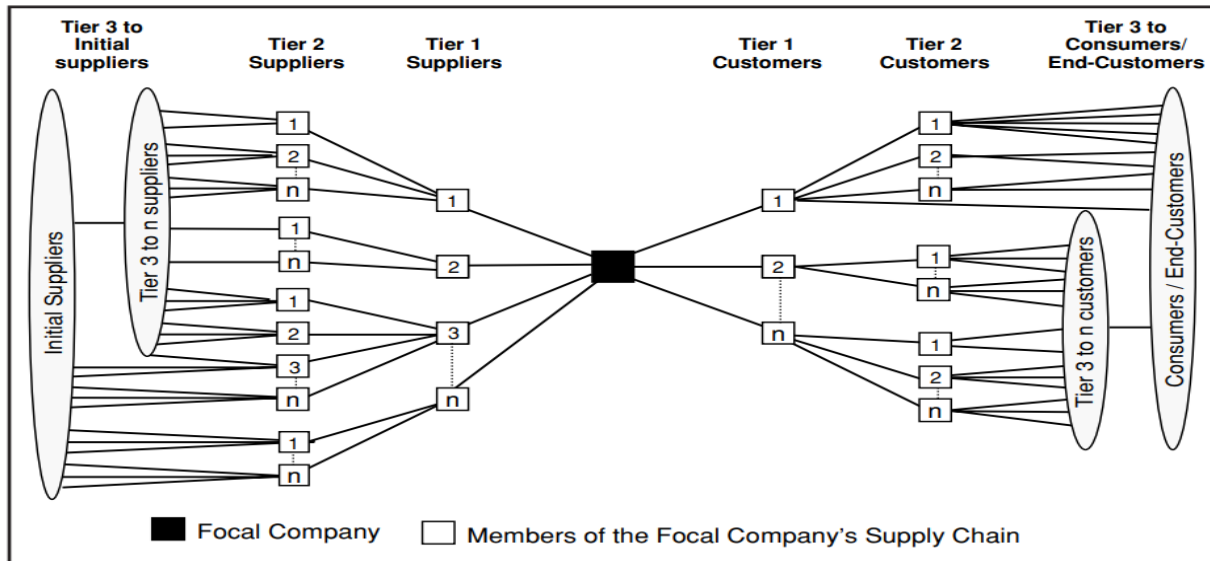 Tier 3 to
Initial
suppliers
Tier 2
Suppliers
Tier 1
Suppliers
Tier 1
Customers
Tier 2
Customers
Tier 3 to
Consumers/
End-Customers
Initial Suppliers
Tier 3 to n suppliers
1
2
n
1
n
1
2
3
n
1
n
1
2
3
n
1
2
n
1
2
n
1
n
1
2
n
Tier 3 to n customers
Consumers / End-Customers
Focal Company
Members of the Focal Company's Supply Chain